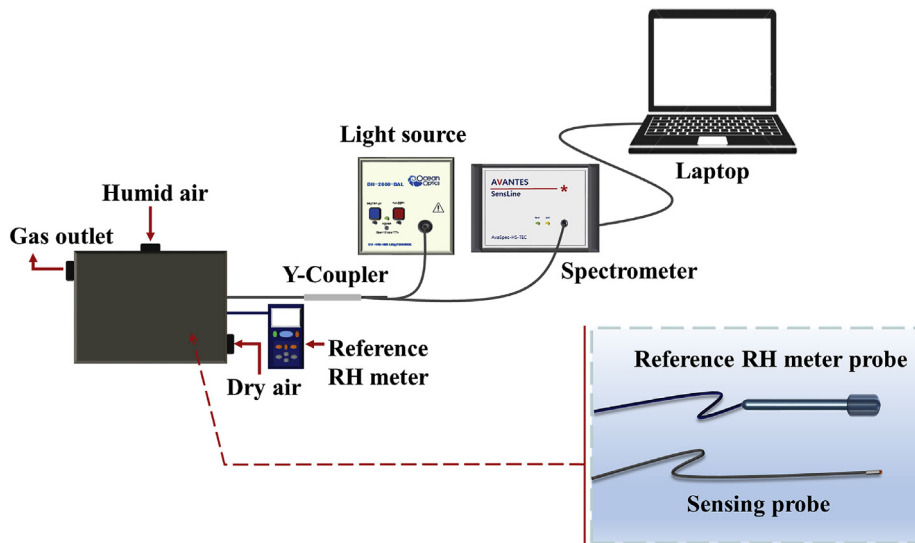 Light source
Ocean
Optics
DH-2000-BAL
AVANTES
SensLine
AvaSpec-HS-TEC
Laptop
Humid air
Gas outlet
Y-Coupler
Spectrometer
Reference
RH meter
Dry air
Reference RH meter probe
Sensing probe